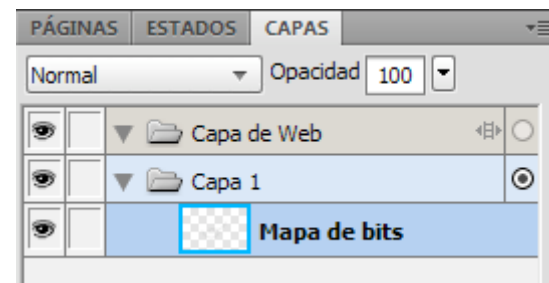 PÁGINAS ESTADOS CAPAS
Normal Opacidad 100
Capa de Web
Capa 1
Mapa de bits